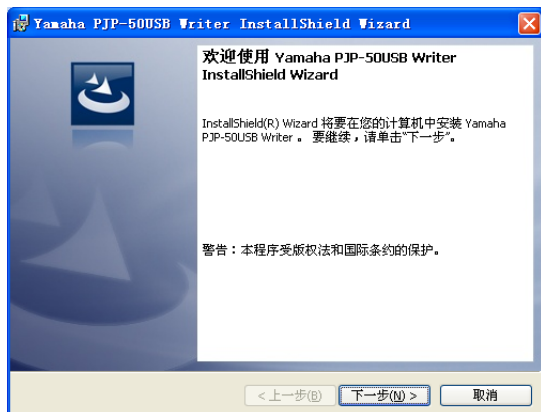 Yamaha PJP-50USB Writer InstallShield Wizard
欢迎使用 Yamaha PJP-50USB Writer
InstallShield Wizard
InstallShield(R) Wizard 将要在您的计算机中安装 Yamaha
PJP-50USB Writer 。 要继续，请单击“下一步”。
警告：本程序受版权法和国际条约的保护。
< 上一步(B)
下一步(N) >
取消